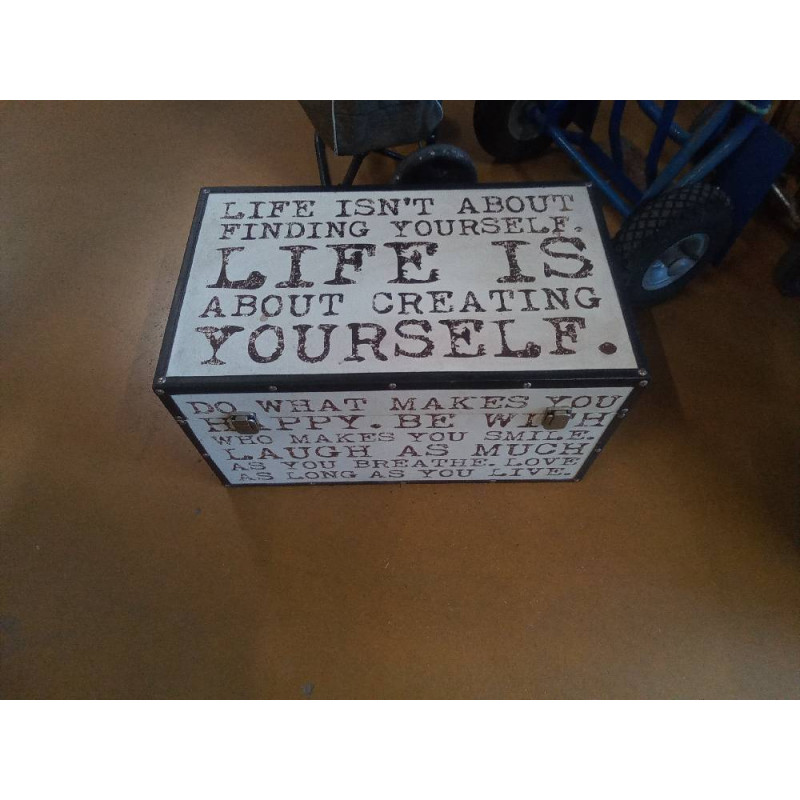 LIFE ISN'T ABOUT
FINDING YOURSELF.
LIFE IS
ABOUT CREATING
YOURSELF.
DO WHAT MAKES YOU
HAPPY. BE WITH
WHO MAKES YOU SMILE.
LAUGH AS MUCH
AS YOU BREATHE. LOVE
AS LONG AS YOU LIVE.